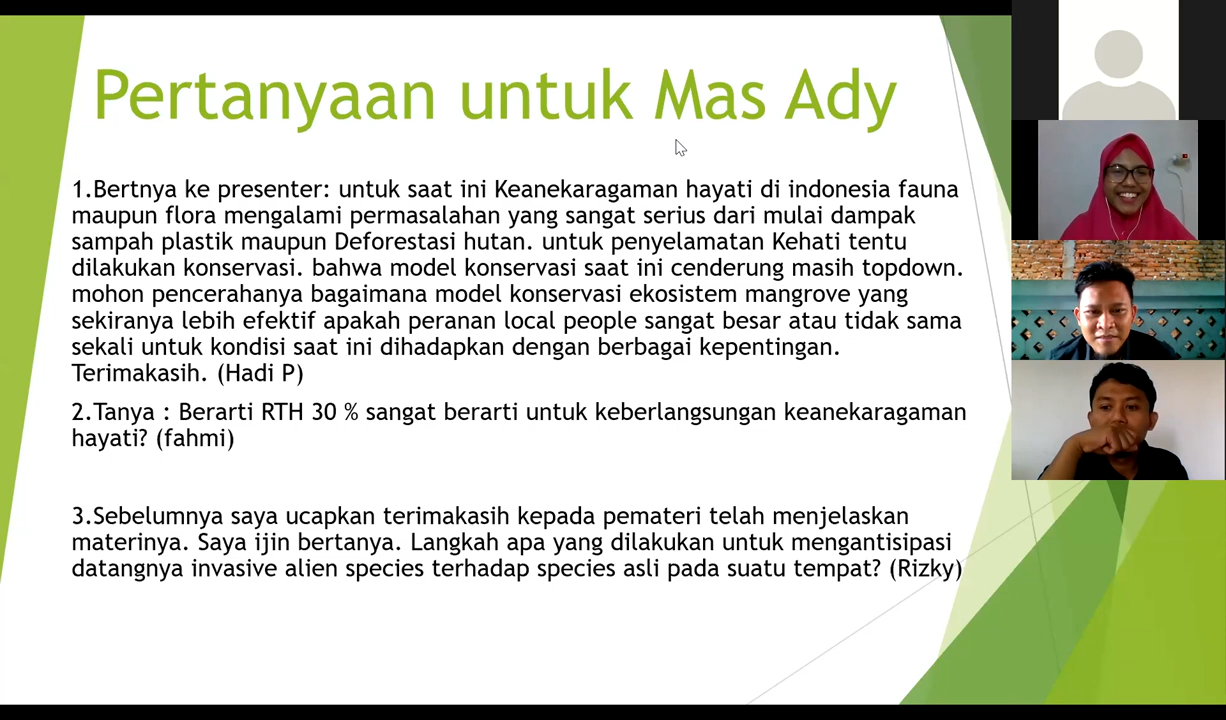 Pertanyaan untuk Mas Ady
1.Bertnya ke presenter: untuk saat ini Keanekaragaman hayati di indonesia fauna
maupun flora mengalami permasalahan yang sangat serius dari mulai dampak
sampah plastik maupun Deforestasi hutan. untuk penyelamatan Kehati tentu
dilakukan konservasi. bahwa model konservasi saat ini cenderung masih topdown.
mohon pencerahanya bagaimana model konservasi ekosistem mangrove yang
sekiranya lebih efektif apakah peranan local people sangat besar atau tidak sama
sekali untuk kondisi saat ini dihadapkan dengan berbagai kepentingan.
Terimakasih. (Hadi P)
2.Tanya : Berarti RTH 30 % sangat berarti untuk keberlangsungan keanekaragaman
hayati? (fahmi)
3.Sebelumnya saya ucapkan terimakasih kepada pemateri telah menjelaskan
materinya. Saya ijin bertanya. Langkah apa yang dilakukan untuk mengantisipasi
datangnya invasive alien species terhadap species asli pada suatu tempat? (Rizky)